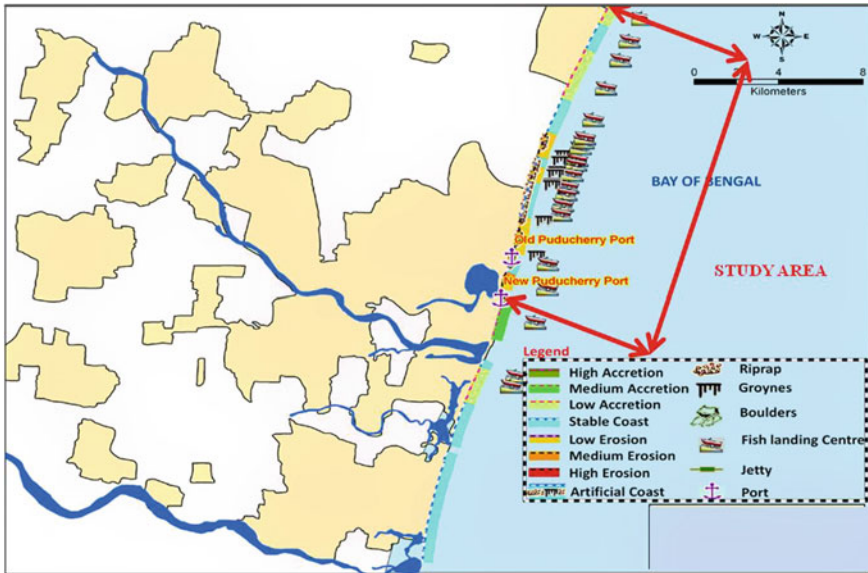 N
W E
S
0 2 4 8
Kilometers
BAY OF BENGAL
Old Puducherry Port
STUDY AREA
New Puducherry Port
Legend
High Accretion
Medium Accretion
Low Accretion
Stable Coast
Low Erosion
Medium Erosion
High Erosion
Artificial Coast
Riprap
Groynes
Boulders
Fish landing Centre
Jetty
Port